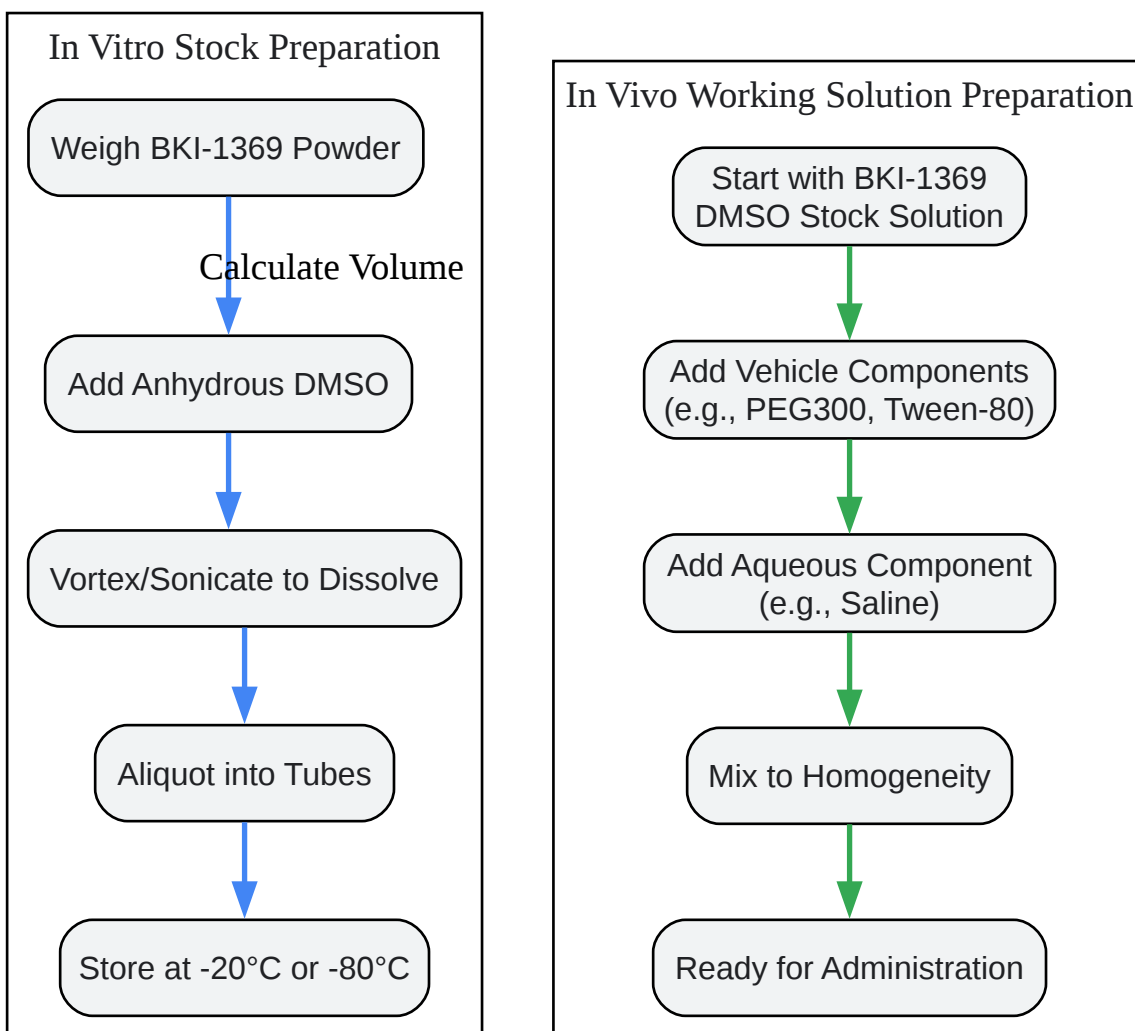 In Vitro Stock Preparation
Weigh BKI-1369 Powder
Calculate Volume
Add Anhydrous DMSO
Vortex/Sonicate to Dissolve
Aliquot into Tubes
Store at -20°C or -80°C
In Vivo Working Solution Preparation
Start with BKI-1369
DMSO Stock Solution
Add Vehicle Components
(e.g., PEG300, Tween-80)
Add Aqueous Component
(e.g., Saline)
Mix to Homogeneity
Ready for Administration